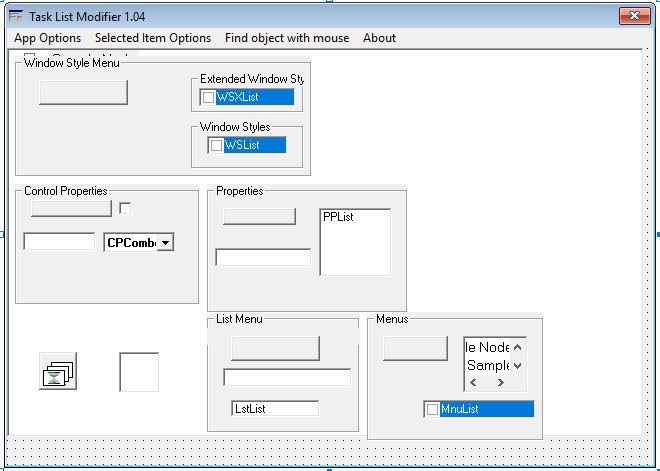 Task List Modifier 1.04
App Options Selected Item Options Find object with mouse About
Window Style Menu
Extended Window Sty
WSXList
Window Styles
WSList
Control Properties
CPCombo
Properties
PPList
List Menu
LstList
Menus
le Node
Sample
MnuList